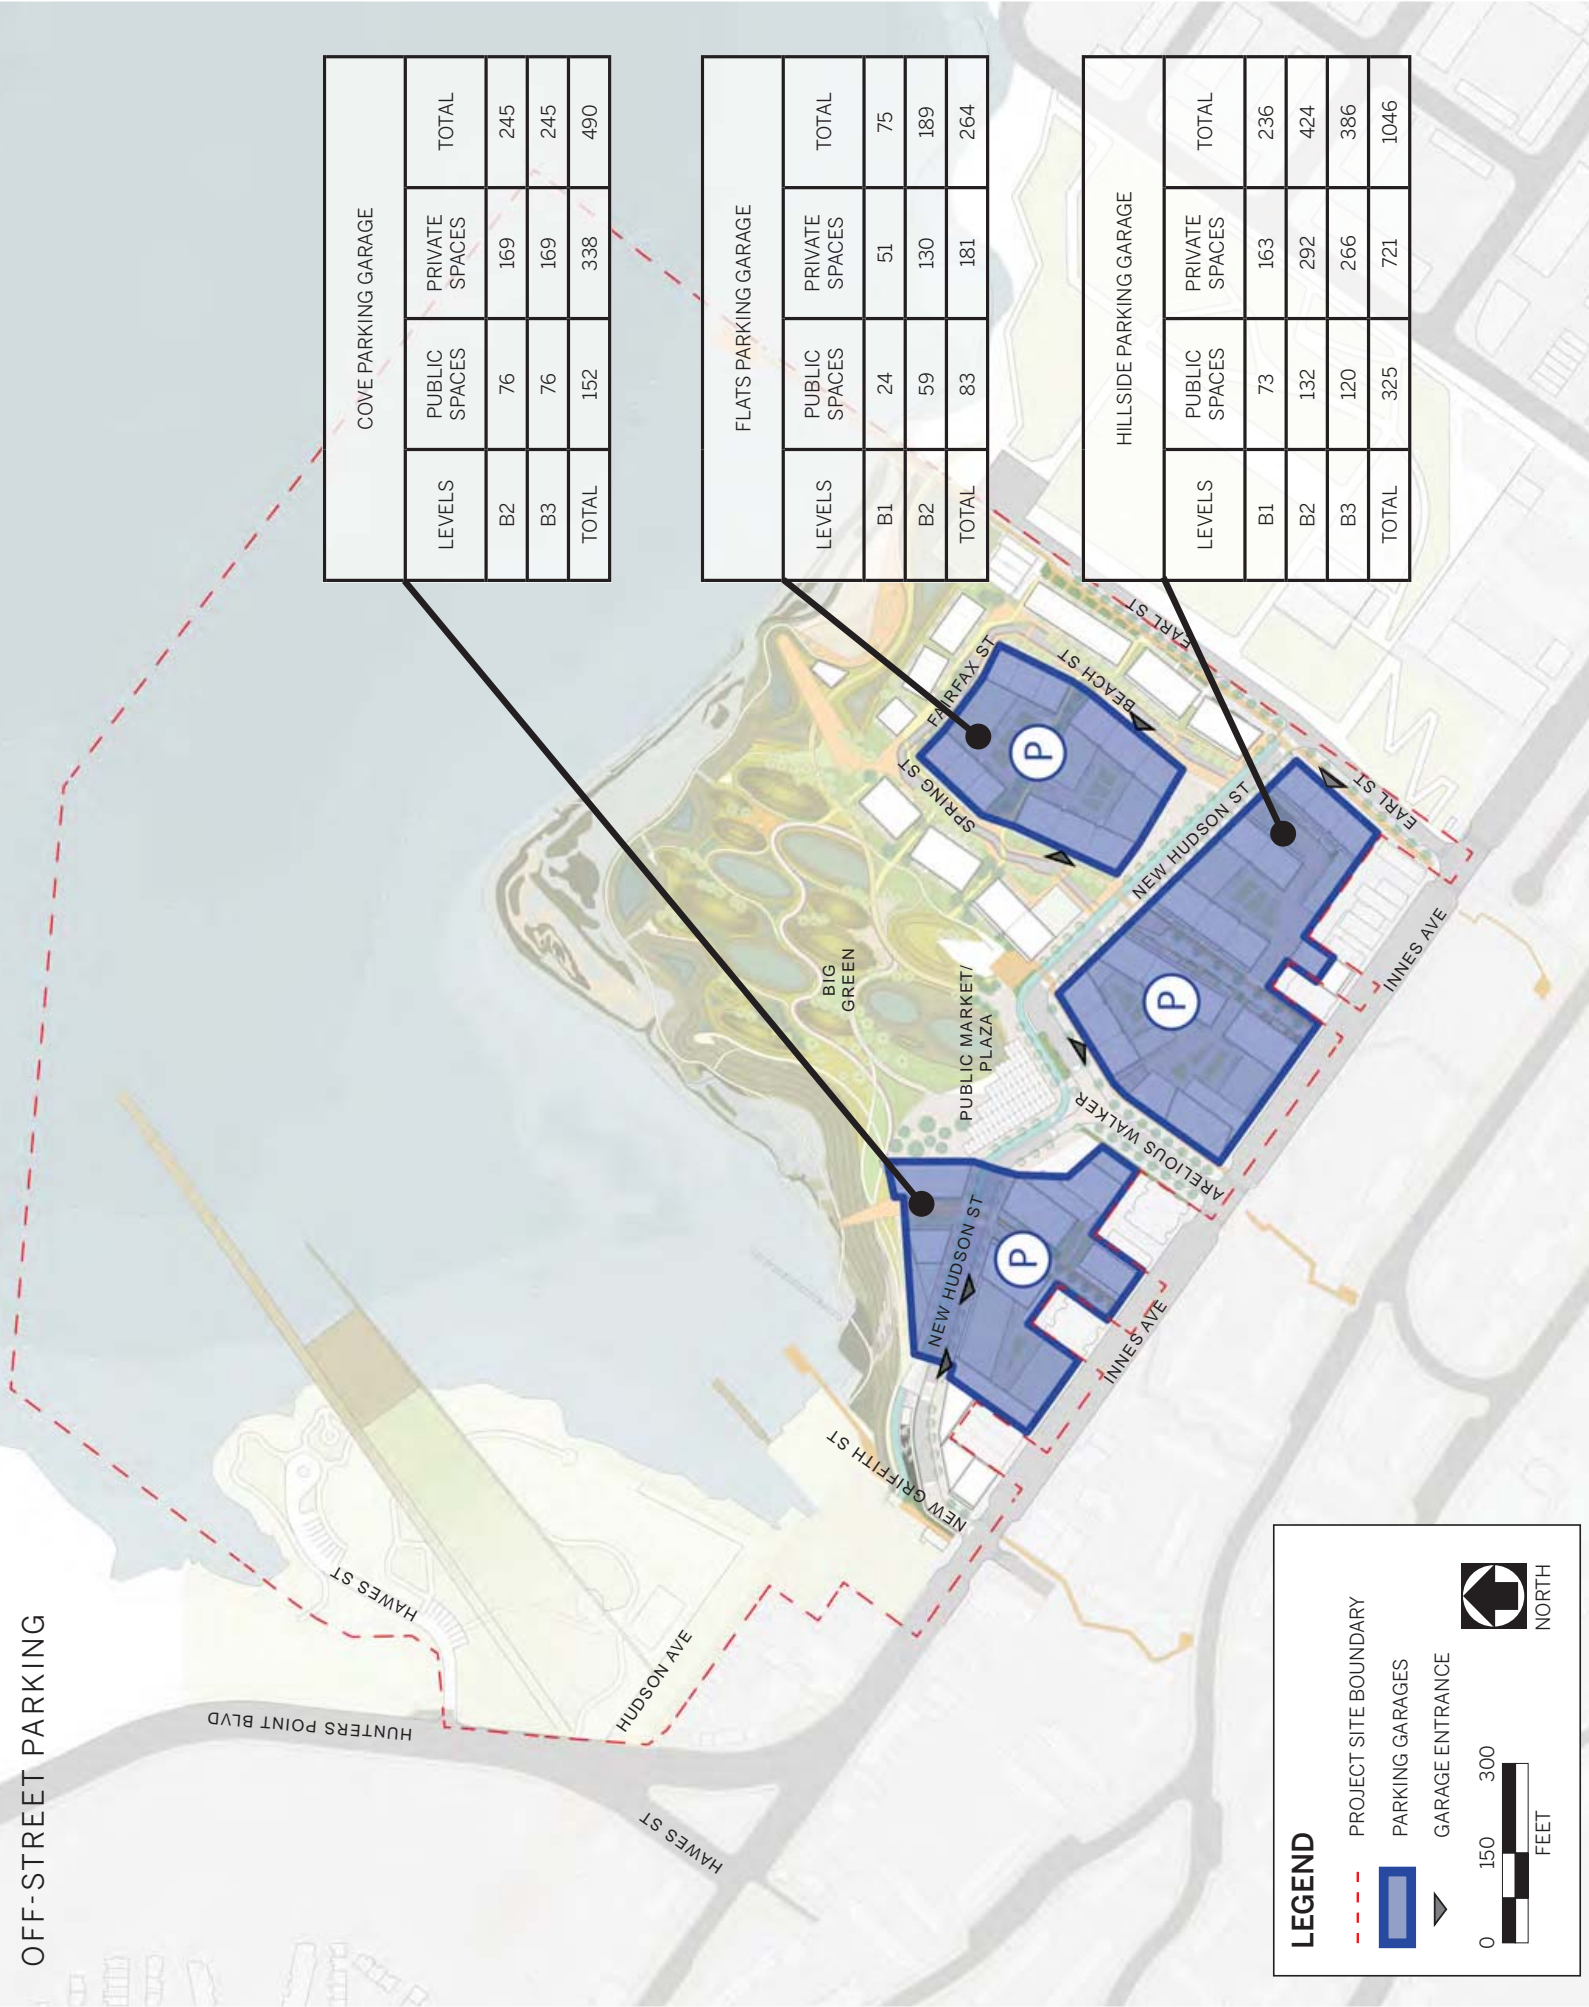 OFF-STREET PARKING
COVE PARKING GARAGE
LEVELS PUBLIC SPACES PRIVATE SPACES TOTAL
B2 76 169 245
B3 76 169 245
TOTAL 152 338 490
FLATS PARKING GARAGE
LEVELS PUBLIC SPACES PRIVATE SPACES TOTAL
B1 24 51 75
B2 59 130 189
TOTAL 83 181 264
HILLSIDE PARKING GARAGE
LEVELS PUBLIC SPACES PRIVATE SPACES TOTAL
B1 73 163 236
B2 132 292 424
B3 120 266 386
TOTAL 325 721 1046
HUNTERS POINT BLVD
HAWES ST
HAWES ST
HUDSON AVE
NEW GRIFFITH ST
NEW HUDSON ST
P
INNES AVE
BIG
GREEN
PUBLIC MARKET/
PLAZA
ARELIOUS WALKER
SPRING ST
FAIRFAX ST
P
BEACH ST
EARL ST
NEW HUDSON ST
P
EARL ST
INNES AVE
LEGEND
PROJECT SITE BOUNDARY
PARKING GARAGES
GARAGE ENTRANCE
0 150 300
FEET
NORTH